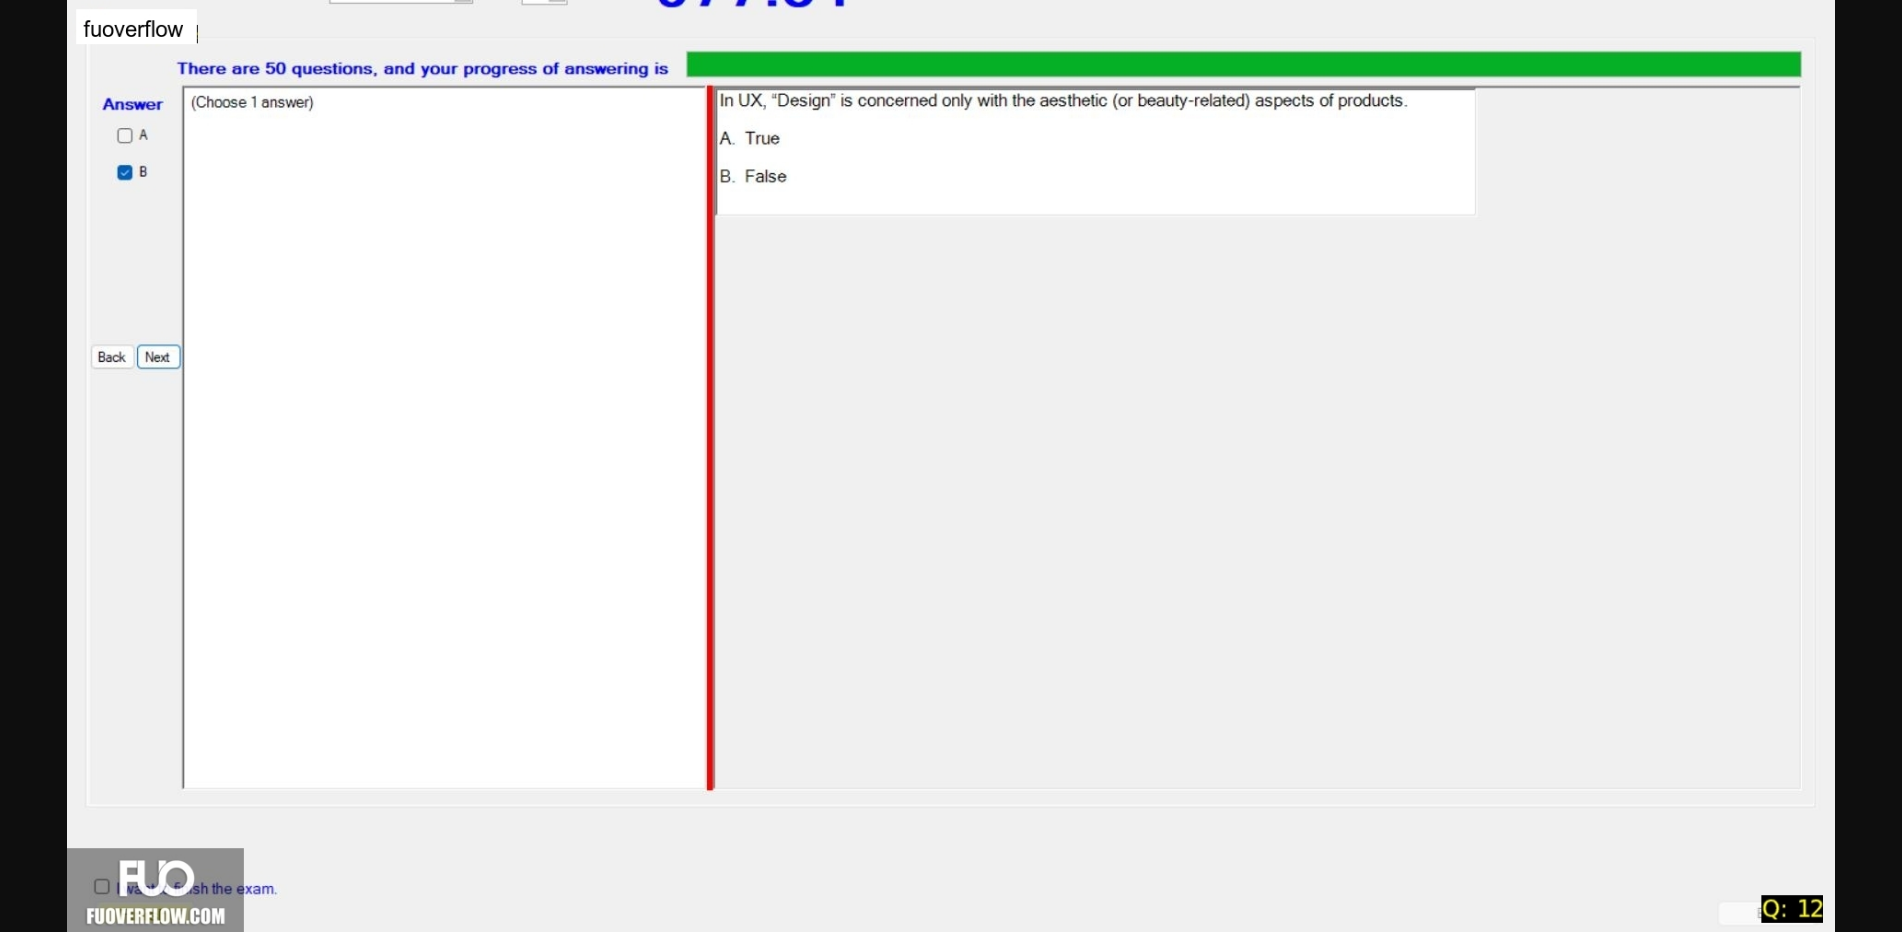 fuoverflow
There are 50 questions, and your progress of answering is
Answer
(Choose 1 answer)
A
B
Back
Next
In UX, “Design” is concerned only with the aesthetic (or beauty-related) aspects of products.
A. True
B. False
FUO
sh the exam.
FUOVERFLOW.COM
Q: 12